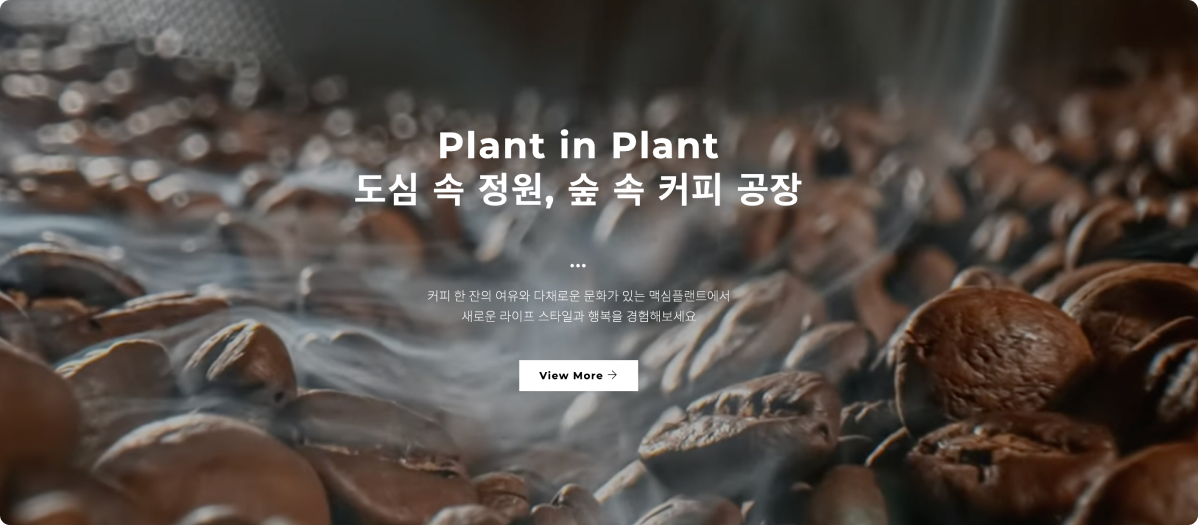 Plant in Plant
도심 속 정원, 숲 속 커피 공장
•••
커피 한 잔의 여유와 다채로운 문화가 있는 맥심플랜트에서
새로운 라이프 스타일과 행복을 경험해보세요
View More →